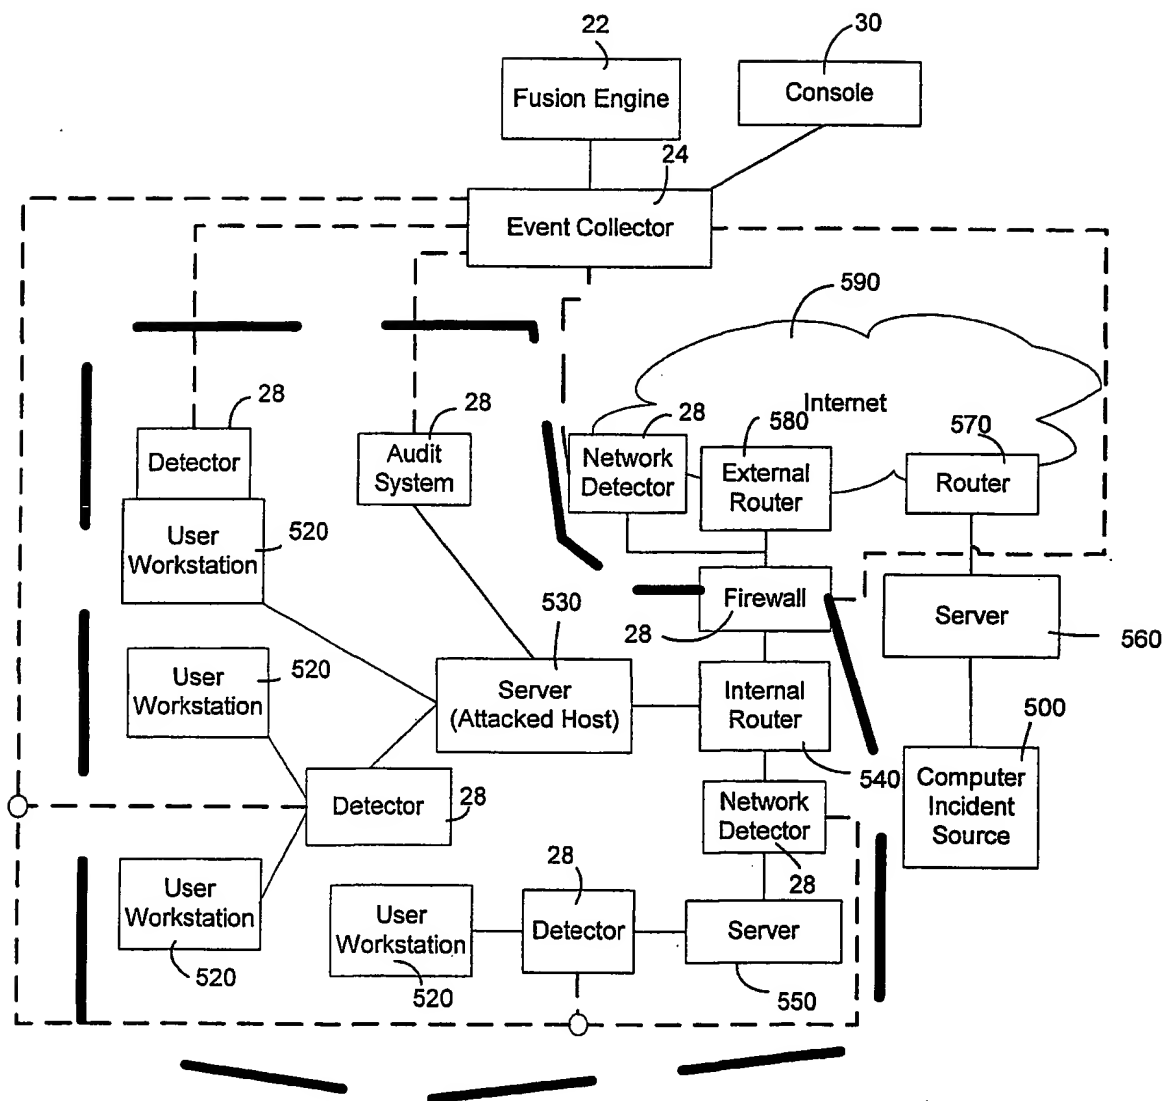 22
30
Fusion Engine
Console
24
Event Collector
590
Internet
28
28
28
580
570
Detector
Audit
System
Network
Detector
External
Router
Router
User
Workstation
520
Firewall
28
Server
560
530
User
Workstation
520
Server
(Attacked Host)
Internal
Router
540
500
Computer
Incident
Source
Detector
28
Network
Detector
28
User
Workstation
520
User
Workstation
520
28
Detector
Server
550